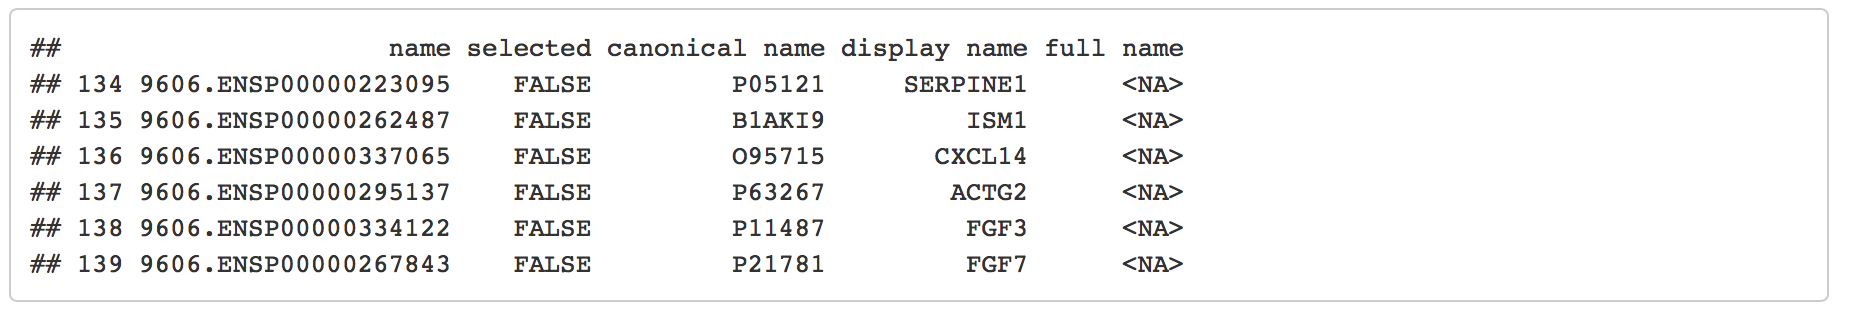 ##                       name selected canonical name display name full name
## 134 9606.ENSP00000223095    FALSE         P05121     SERPINE1      <NA>
## 135 9606.ENSP00000262487    FALSE         B1AKI9         ISM1      <NA>
## 136 9606.ENSP00000337065    FALSE         O95715       CXCL14      <NA>
## 137 9606.ENSP00000295137    FALSE         P63267        ACTG2      <NA>
## 138 9606.ENSP00000334122    FALSE         P11487         FGF3      <NA>
## 139 9606.ENSP00000267843    FALSE         P21781         FGF7      <NA>